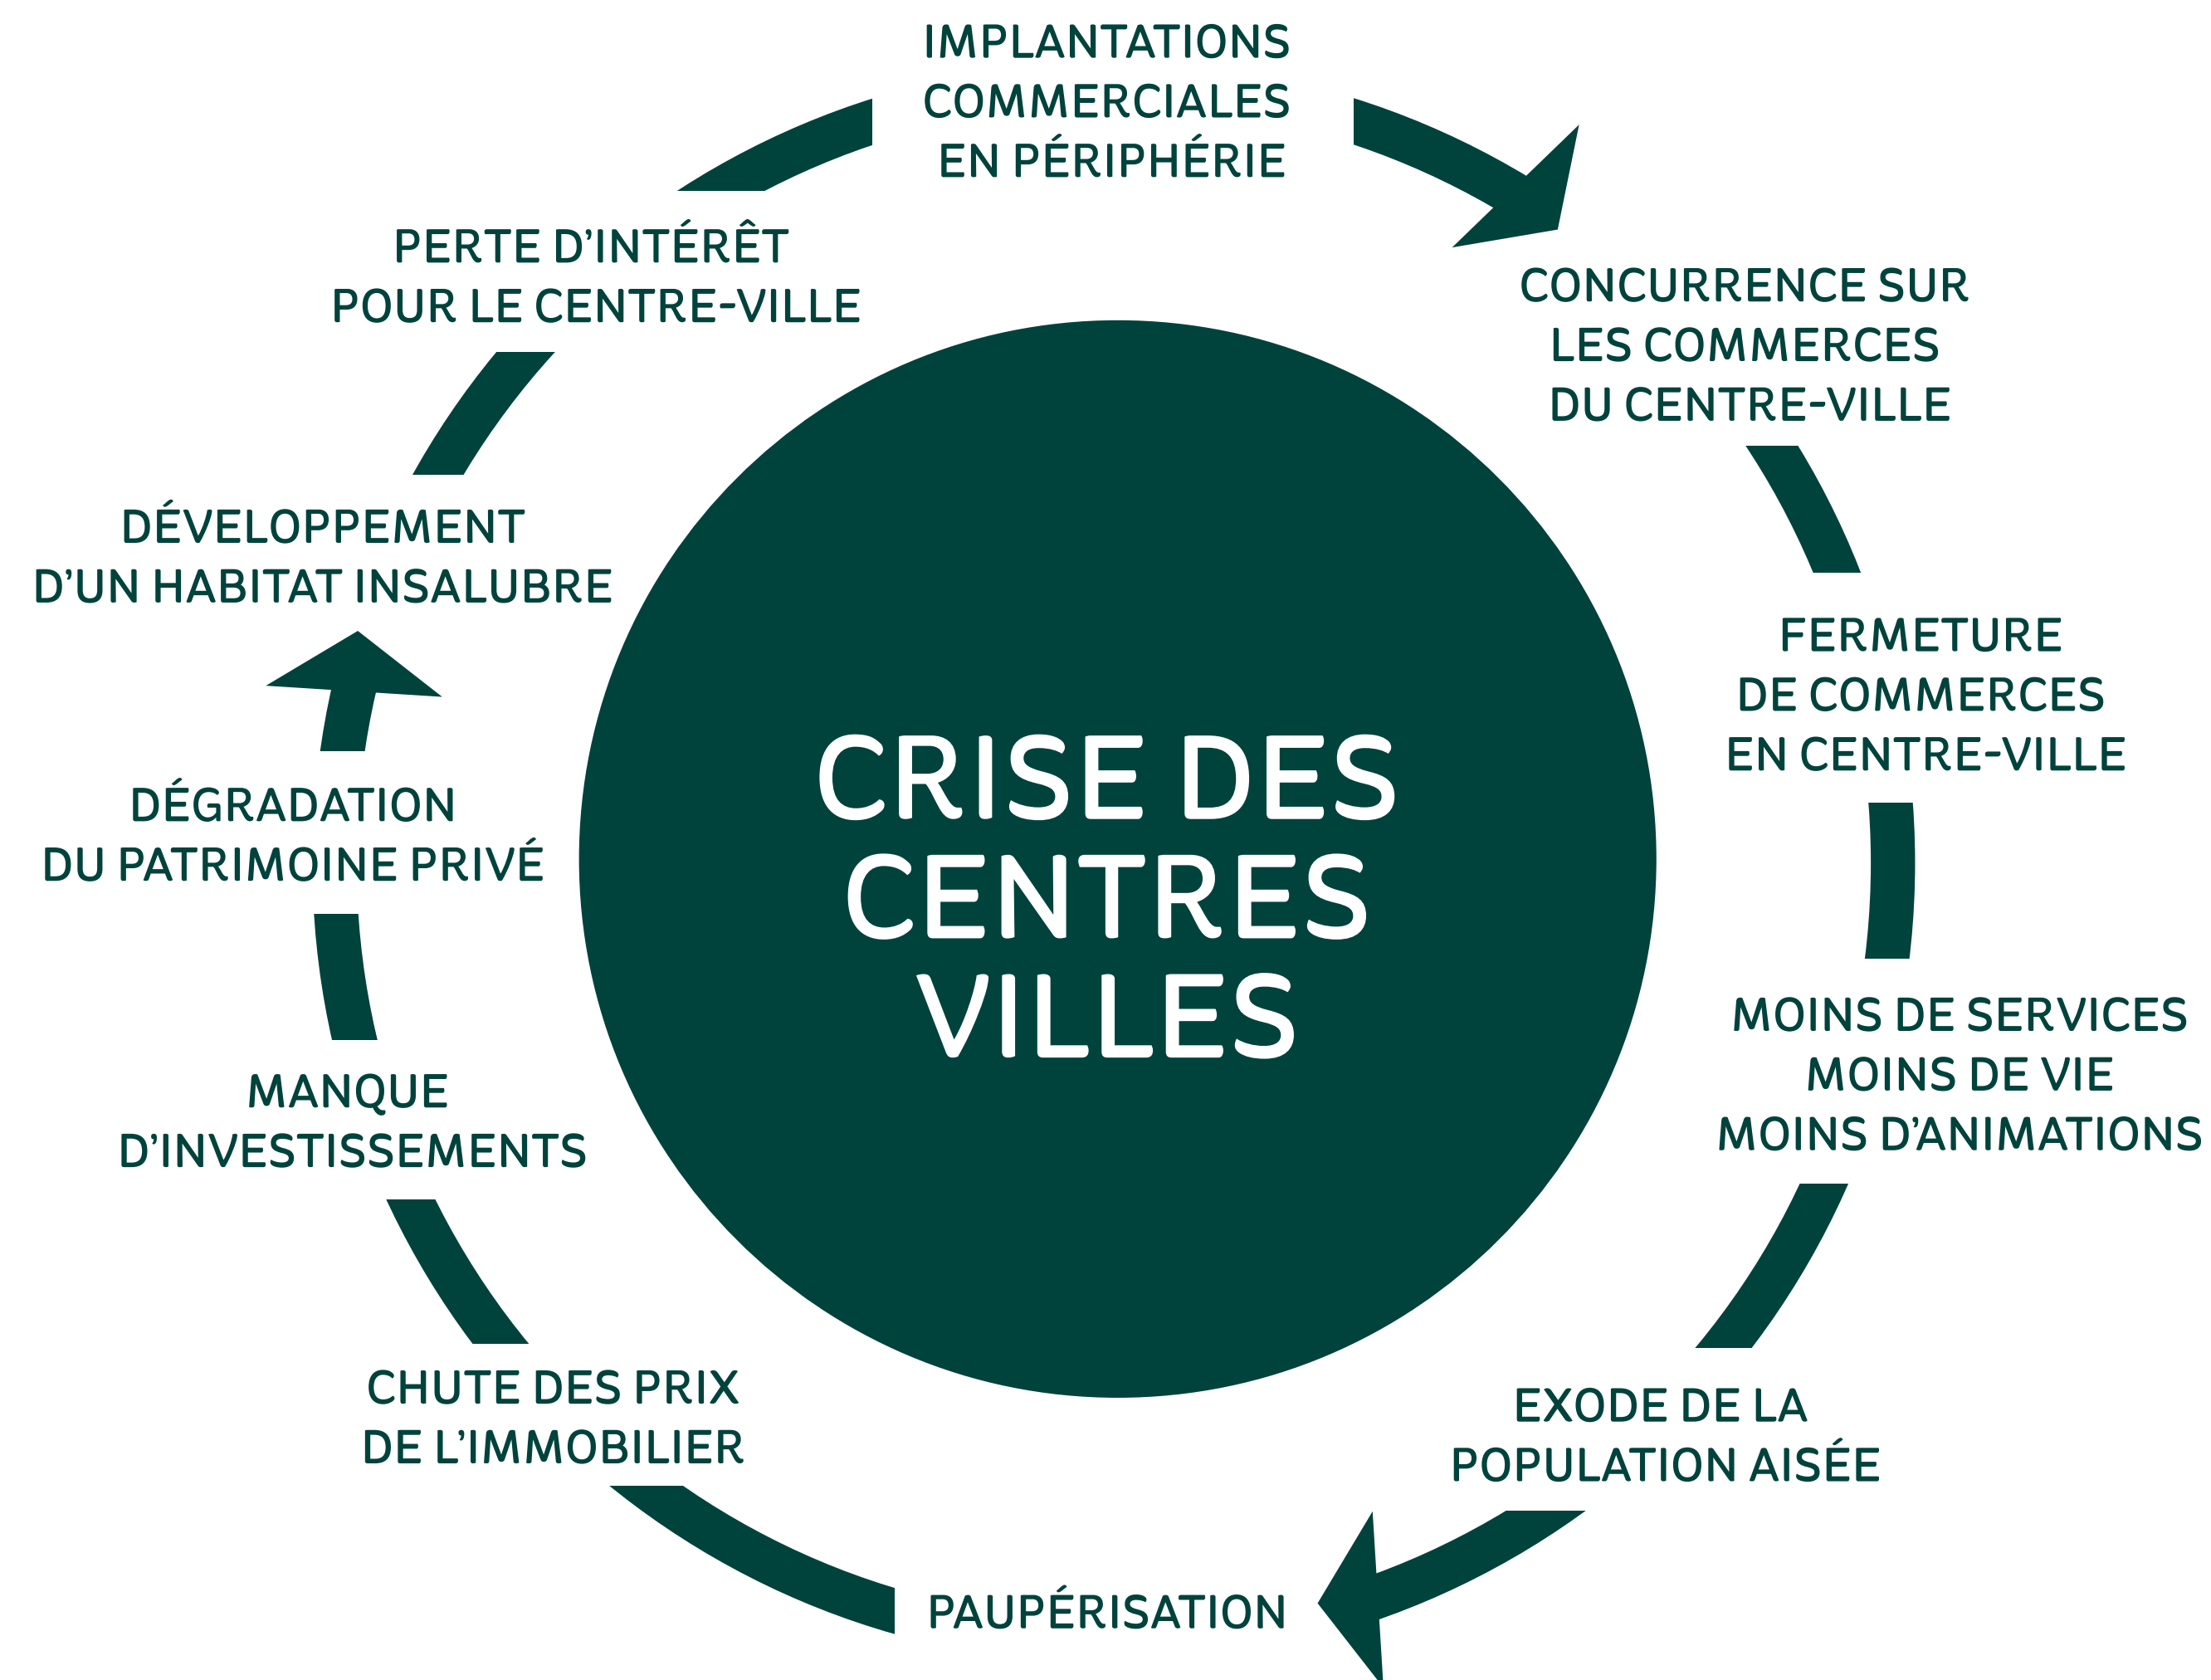 IMPLANTATIONS
COMMERCIALES
EN PÉRIPHÉRIE
CONCURRENCE SUR
LES COMMERCES
DU CENTRE-VILLE
FERMETURE
DE COMMERCES
EN CENTRE-VILLE
MOINS DE SERVICES
MOINS DE VIE
MOINS D'ANIMATIONS
EXODE DE LA
POPULATION AISÉE
PAUPÉRISATION
CHUTE DES PRIX
DE L'IMMOBILIER
MANQUE
D'INVESTISSEMENTS
DÉGRADATION
DU PATRIMOINE PRIVÉ
DÉVELOPPEMENT
D'UN HABITAT INSALUBRE
PERTE D'INTÉRÊT
POUR LE CENTRE-VILLE
CRISE DES
CENTRES
VILLES